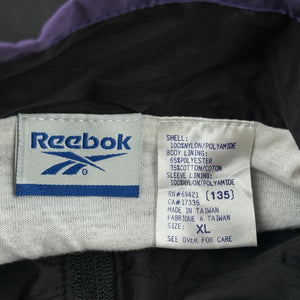 Reebok
®
SHELL:
100%NYLON/POLYAMIDE
BODY LINING:
65%POLYESTER
35%COTTON/COTON
SLEEVE LINING:
100%NYLON/POLYAMIDE
RN#69421 (135)
CA#17335
MADE IN TAIWAN
FABRIQUE A TAIWAN
SIZE: XL
SEE OVER FOR CARE